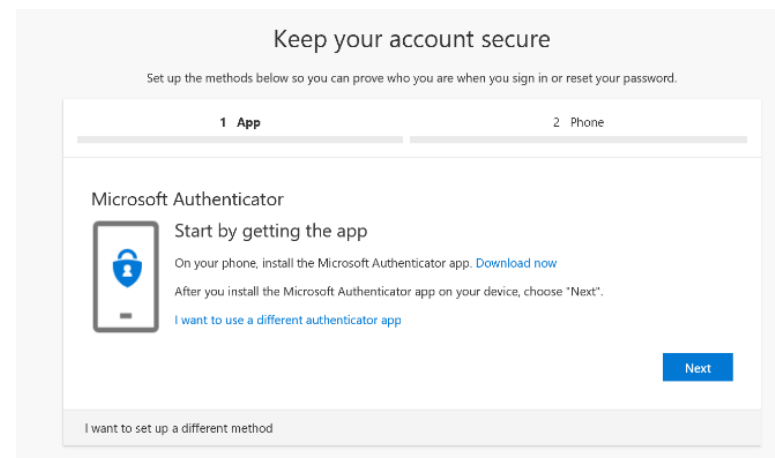 Keep your account secure
Set up the methods below so you can prove who you are when you sign in or reset your password.
1 App
2 Phone
Microsoft Authenticator
Start by getting the app
On your phone, install the Microsoft Authenticator app. Download now
After you install the Microsoft Authenticator app on your device, choose "Next".
I want to use a different authenticator app
Next
I want to set up a different method